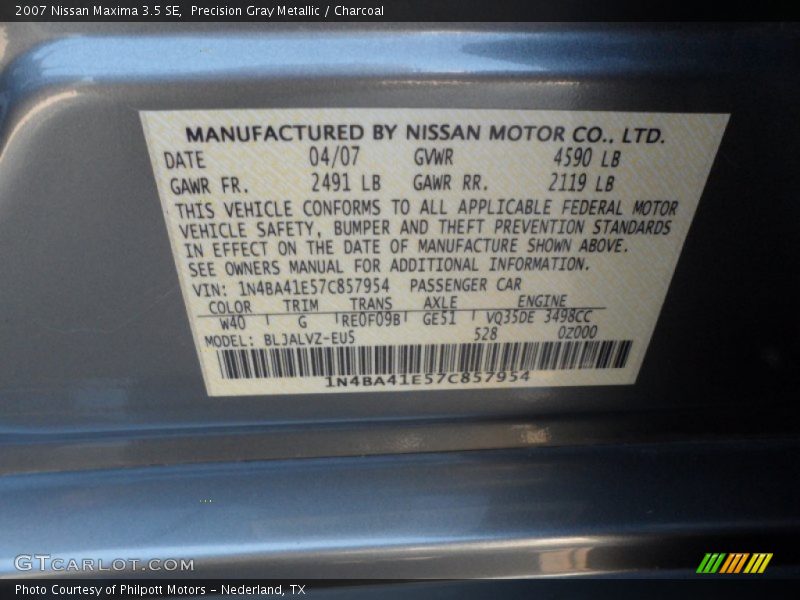 2007 Nissan Maxima 3.5 SE, Precision Gray Metallic / Charcoal
MANUFACTURED BY NISSAN MOTOR CO., LTD.
DATE 04/07 GVWR 4590 LB
GAWR FR. 2491 LB GAWR RR. 2119 LB
THIS VEHICLE CONFORMS TO ALL APPLICABLE FEDERAL MOTOR
VEHICLE SAFETY, BUMPER AND THEFT PREVENTION STANDARDS
IN EFFECT ON THE DATE OF MANUFACTURE SHOWN ABOVE.
SEE OWNERS MANUAL FOR ADDITIONAL INFORMATION.
VIN: 1N4BA41E57C857954 PASSENGER CAR
COLOR TRIM TRANS AXLE ENGINE
W40 G RE0F09B GE51 VQ35DE 3498CC
MODEL: BLJALVZ-EUS 528 0Z000
1N4BA41E57C857954
GTCARLOT.COM
Photo Courtesy of Philpott Motors - Nederland, TX